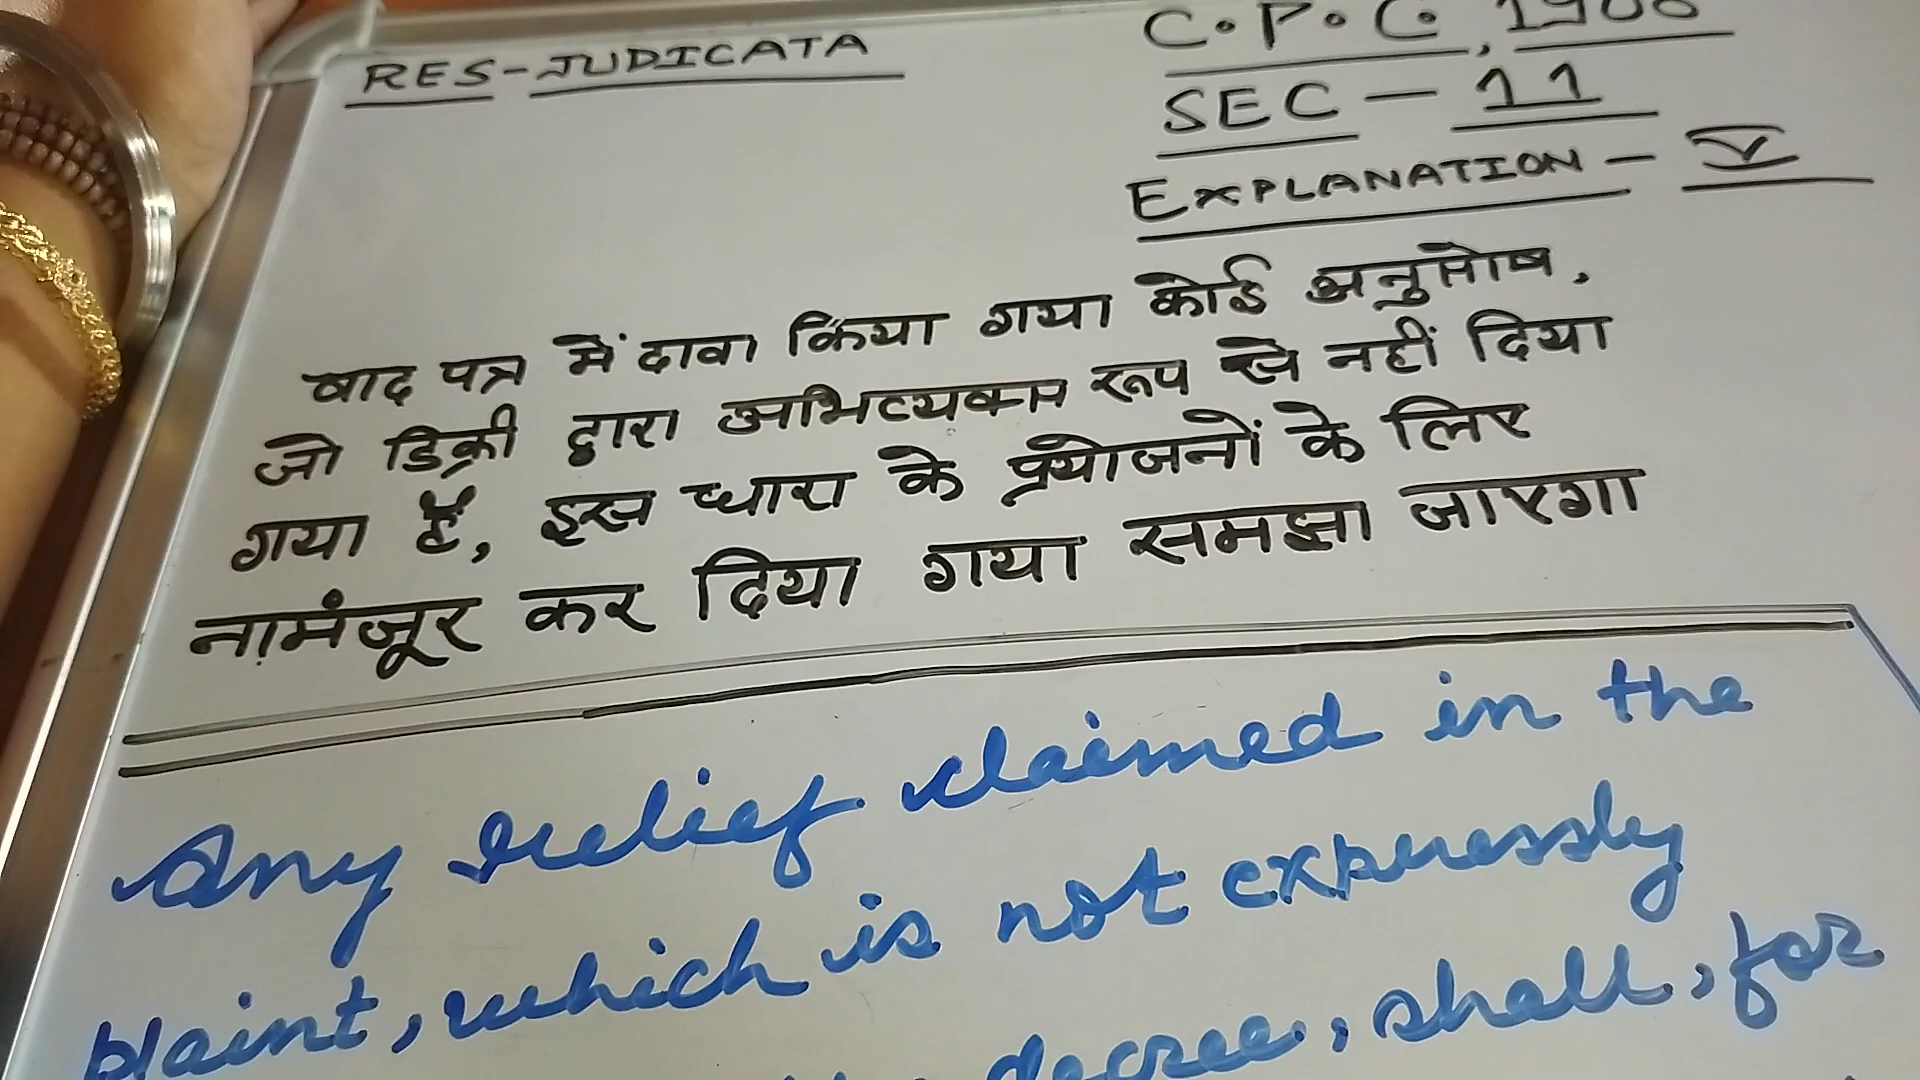 RES-JUDICATA
C.P.C., 1908
SEC - 11
EXPLANATION - V
वाद पत्र में दावा किया गया कोई अनुतोष,
जो डिक्री द्वारा अभिव्यक्त रूप से नहीं दिया
गया है, इस धारा के प्रयोजनों के लिए
नामंजूर कर दिया गया समझा जाएगा
Any relief claimed in the
plaint, which is not expressly
decree, shall, for